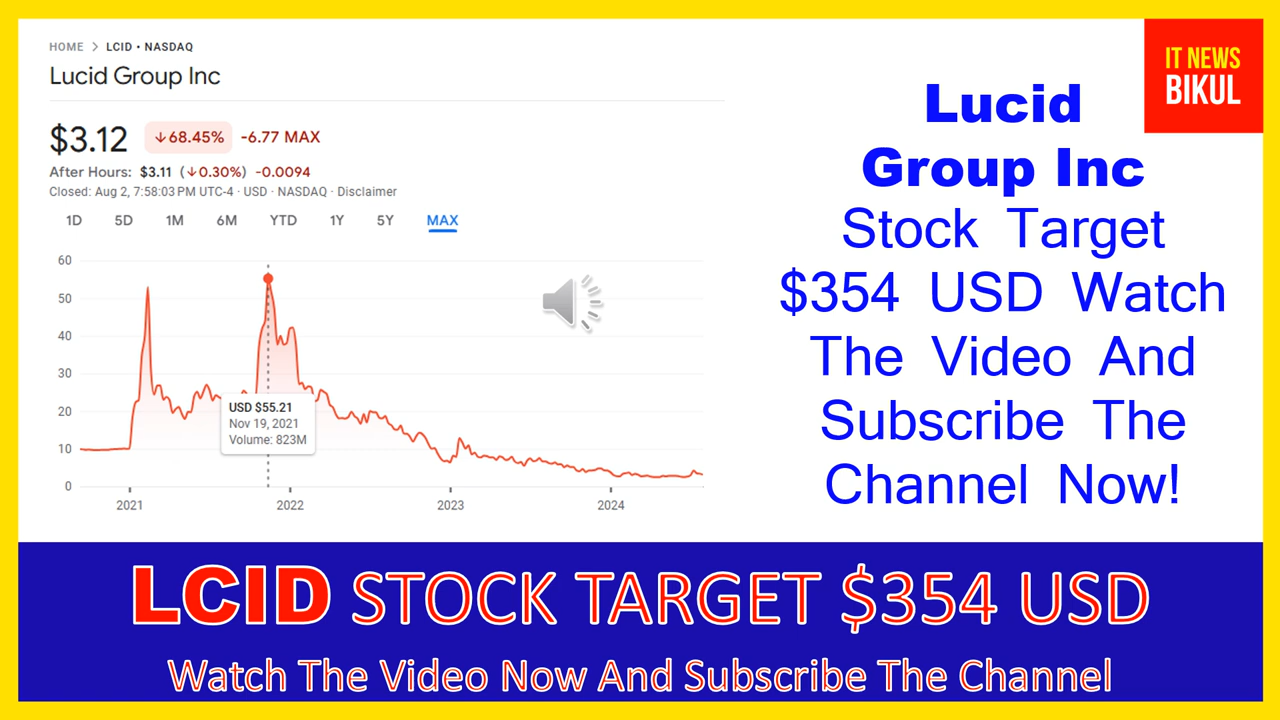 HOME > LCID • NASDAQ
Lucid Group Inc
$3.12 ↓68.45% -6.77 MAX
After Hours: $3.11 (↓0.30%) -0.0094
Closed: Aug 2, 7:58:03 PM UTC-4 · USD · NASDAQ · Disclaimer
1D 5D 1M 6M YTD 1Y 5Y MAX
60
50
40
30
20
10
0
USD $55.21
Nov 19, 2021
Volume: 823M
2021 2022 2023 2024
IT NEWS
BIKUL
Lucid
Group Inc
Stock Target
$354 USD Watch
The Video And
Subscribe The
Channel Now!
LCID STOCK TARGET $354 USD
Watch The Video Now And Subscribe The Channel